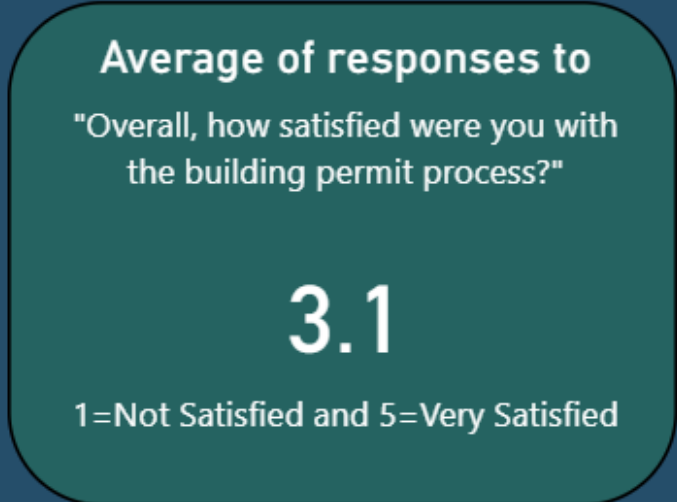 Average of responses to
"Overall, how satisfied were you with
the building permit process?"
3.1
1=Not Satisfied and 5=Very Satisfied